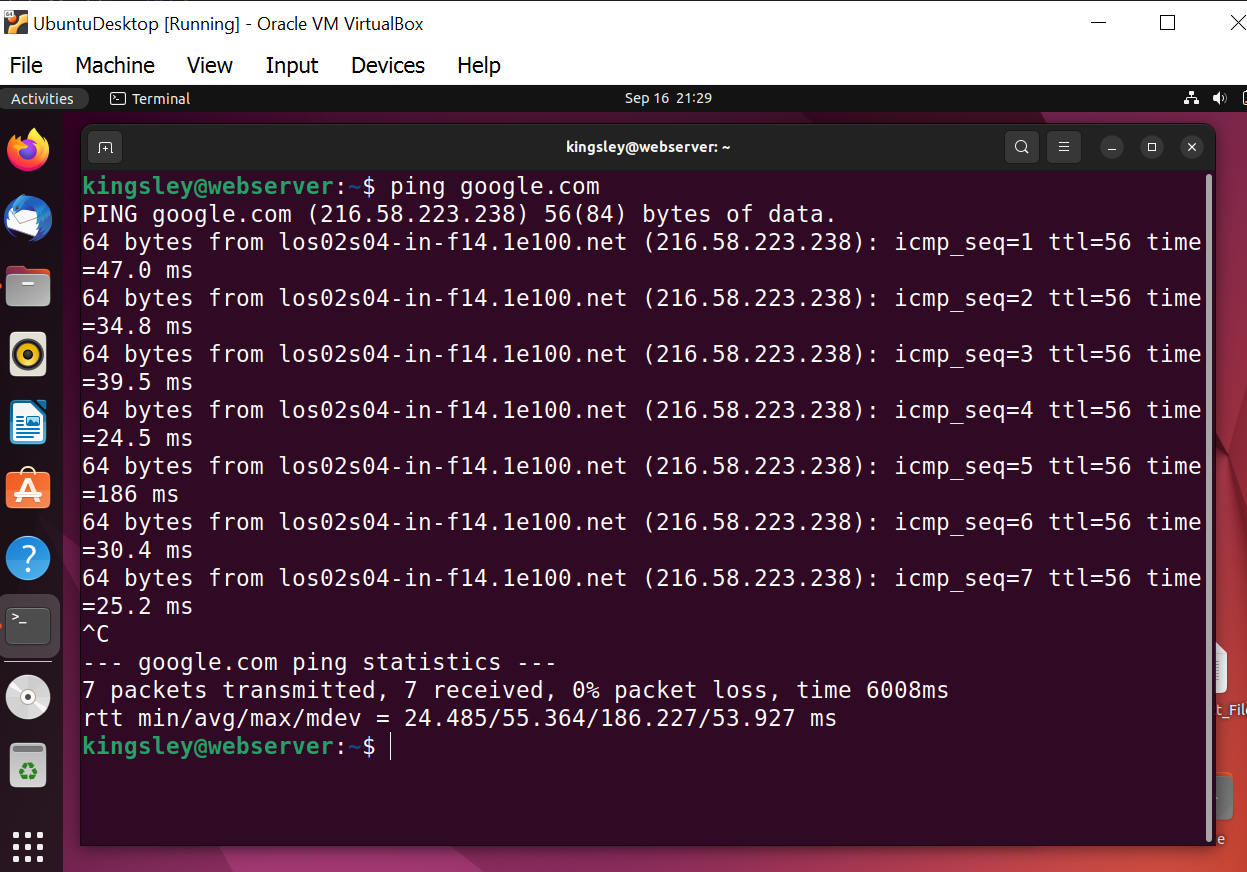 UbuntuDesktop [Running] - Oracle VM VirtualBox
File Machine View Input Devices Help
Activities Terminal Sep 16 21:29
kingsley@webserver: ~
kingsley@webserver:~$ ping google.com
PING google.com (216.58.223.238) 56(84) bytes of data.
64 bytes from los02s04-in-f14.1e100.net (216.58.223.238): icmp_seq=1 ttl=56 time
=47.0 ms
64 bytes from los02s04-in-f14.1e100.net (216.58.223.238): icmp_seq=2 ttl=56 time
=34.8 ms
64 bytes from los02s04-in-f14.1e100.net (216.58.223.238): icmp_seq=3 ttl=56 time
=39.5 ms
64 bytes from los02s04-in-f14.1e100.net (216.58.223.238): icmp_seq=4 ttl=56 time
=24.5 ms
64 bytes from los02s04-in-f14.1e100.net (216.58.223.238): icmp_seq=5 ttl=56 time
=186 ms
64 bytes from los02s04-in-f14.1e100.net (216.58.223.238): icmp_seq=6 ttl=56 time
=30.4 ms
64 bytes from los02s04-in-f14.1e100.net (216.58.223.238): icmp_seq=7 ttl=56 time
=25.2 ms
^C
--- google.com ping statistics ---
7 packets transmitted, 7 received, 0% packet loss, time 6008ms
rtt min/avg/max/mdev = 24.485/55.364/186.227/53.927 ms
kingsley@webserver:~$